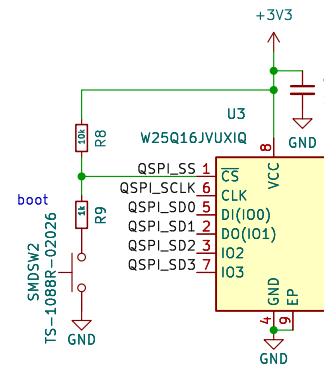 +3V3
U3
W25Q16JVUXIQ
GND
8
VCC
10k
R8
QSPI_SS 1 CS
QSPI_SCLK 6 CLK
QSPI_SD0 5 DI(IO0)
QSPI_SD1 2 DO(IO1)
QSPI_SD2 3 IO2
QSPI_SD3 7 IO3
boot
1k
R9
SMDSW2
TS-1088R-02026
GND
GND
EP
4
9
GND